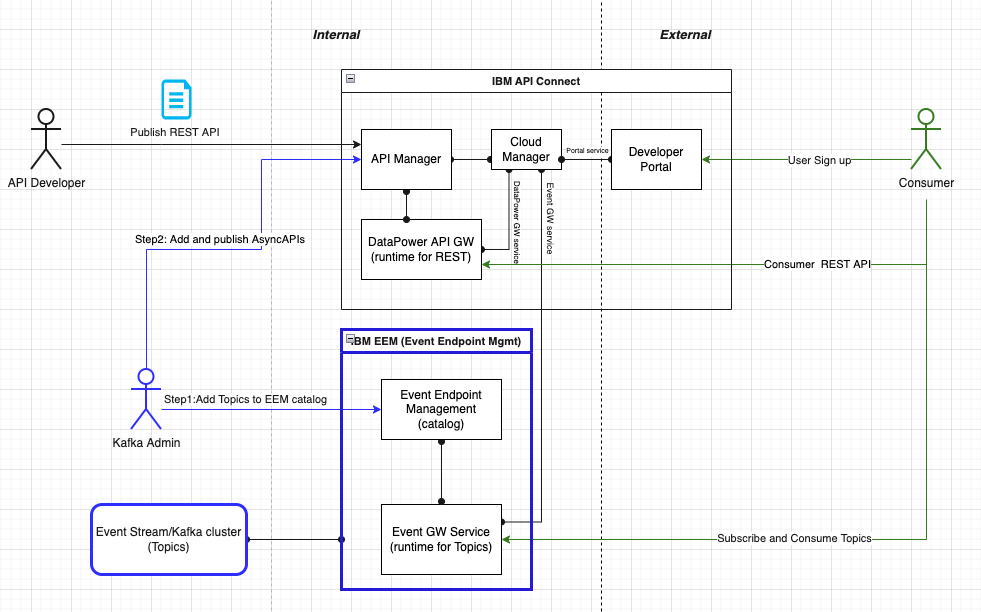 Internal
External
IBM API Connect
Publish REST API
API Developer
API Manager
Cloud
Manager
Portal service
Developer
Portal
User Sign up
Consumer
DataPower GW service
Event GW service
Step2: Add and publish AsyncAPIs
DataPower API GW
(runtime for REST)
Consumer REST API
BM EEM (Event Endpoint Mgmt)
Step1:Add Topics to EEM catalog
Event Endpoint
Management
(catalog)
Kafka Admin
Event Stream/Kafka cluster
(Topics)
Event GW Service
(runtime for Topics)
Subscribe and Consume Topics